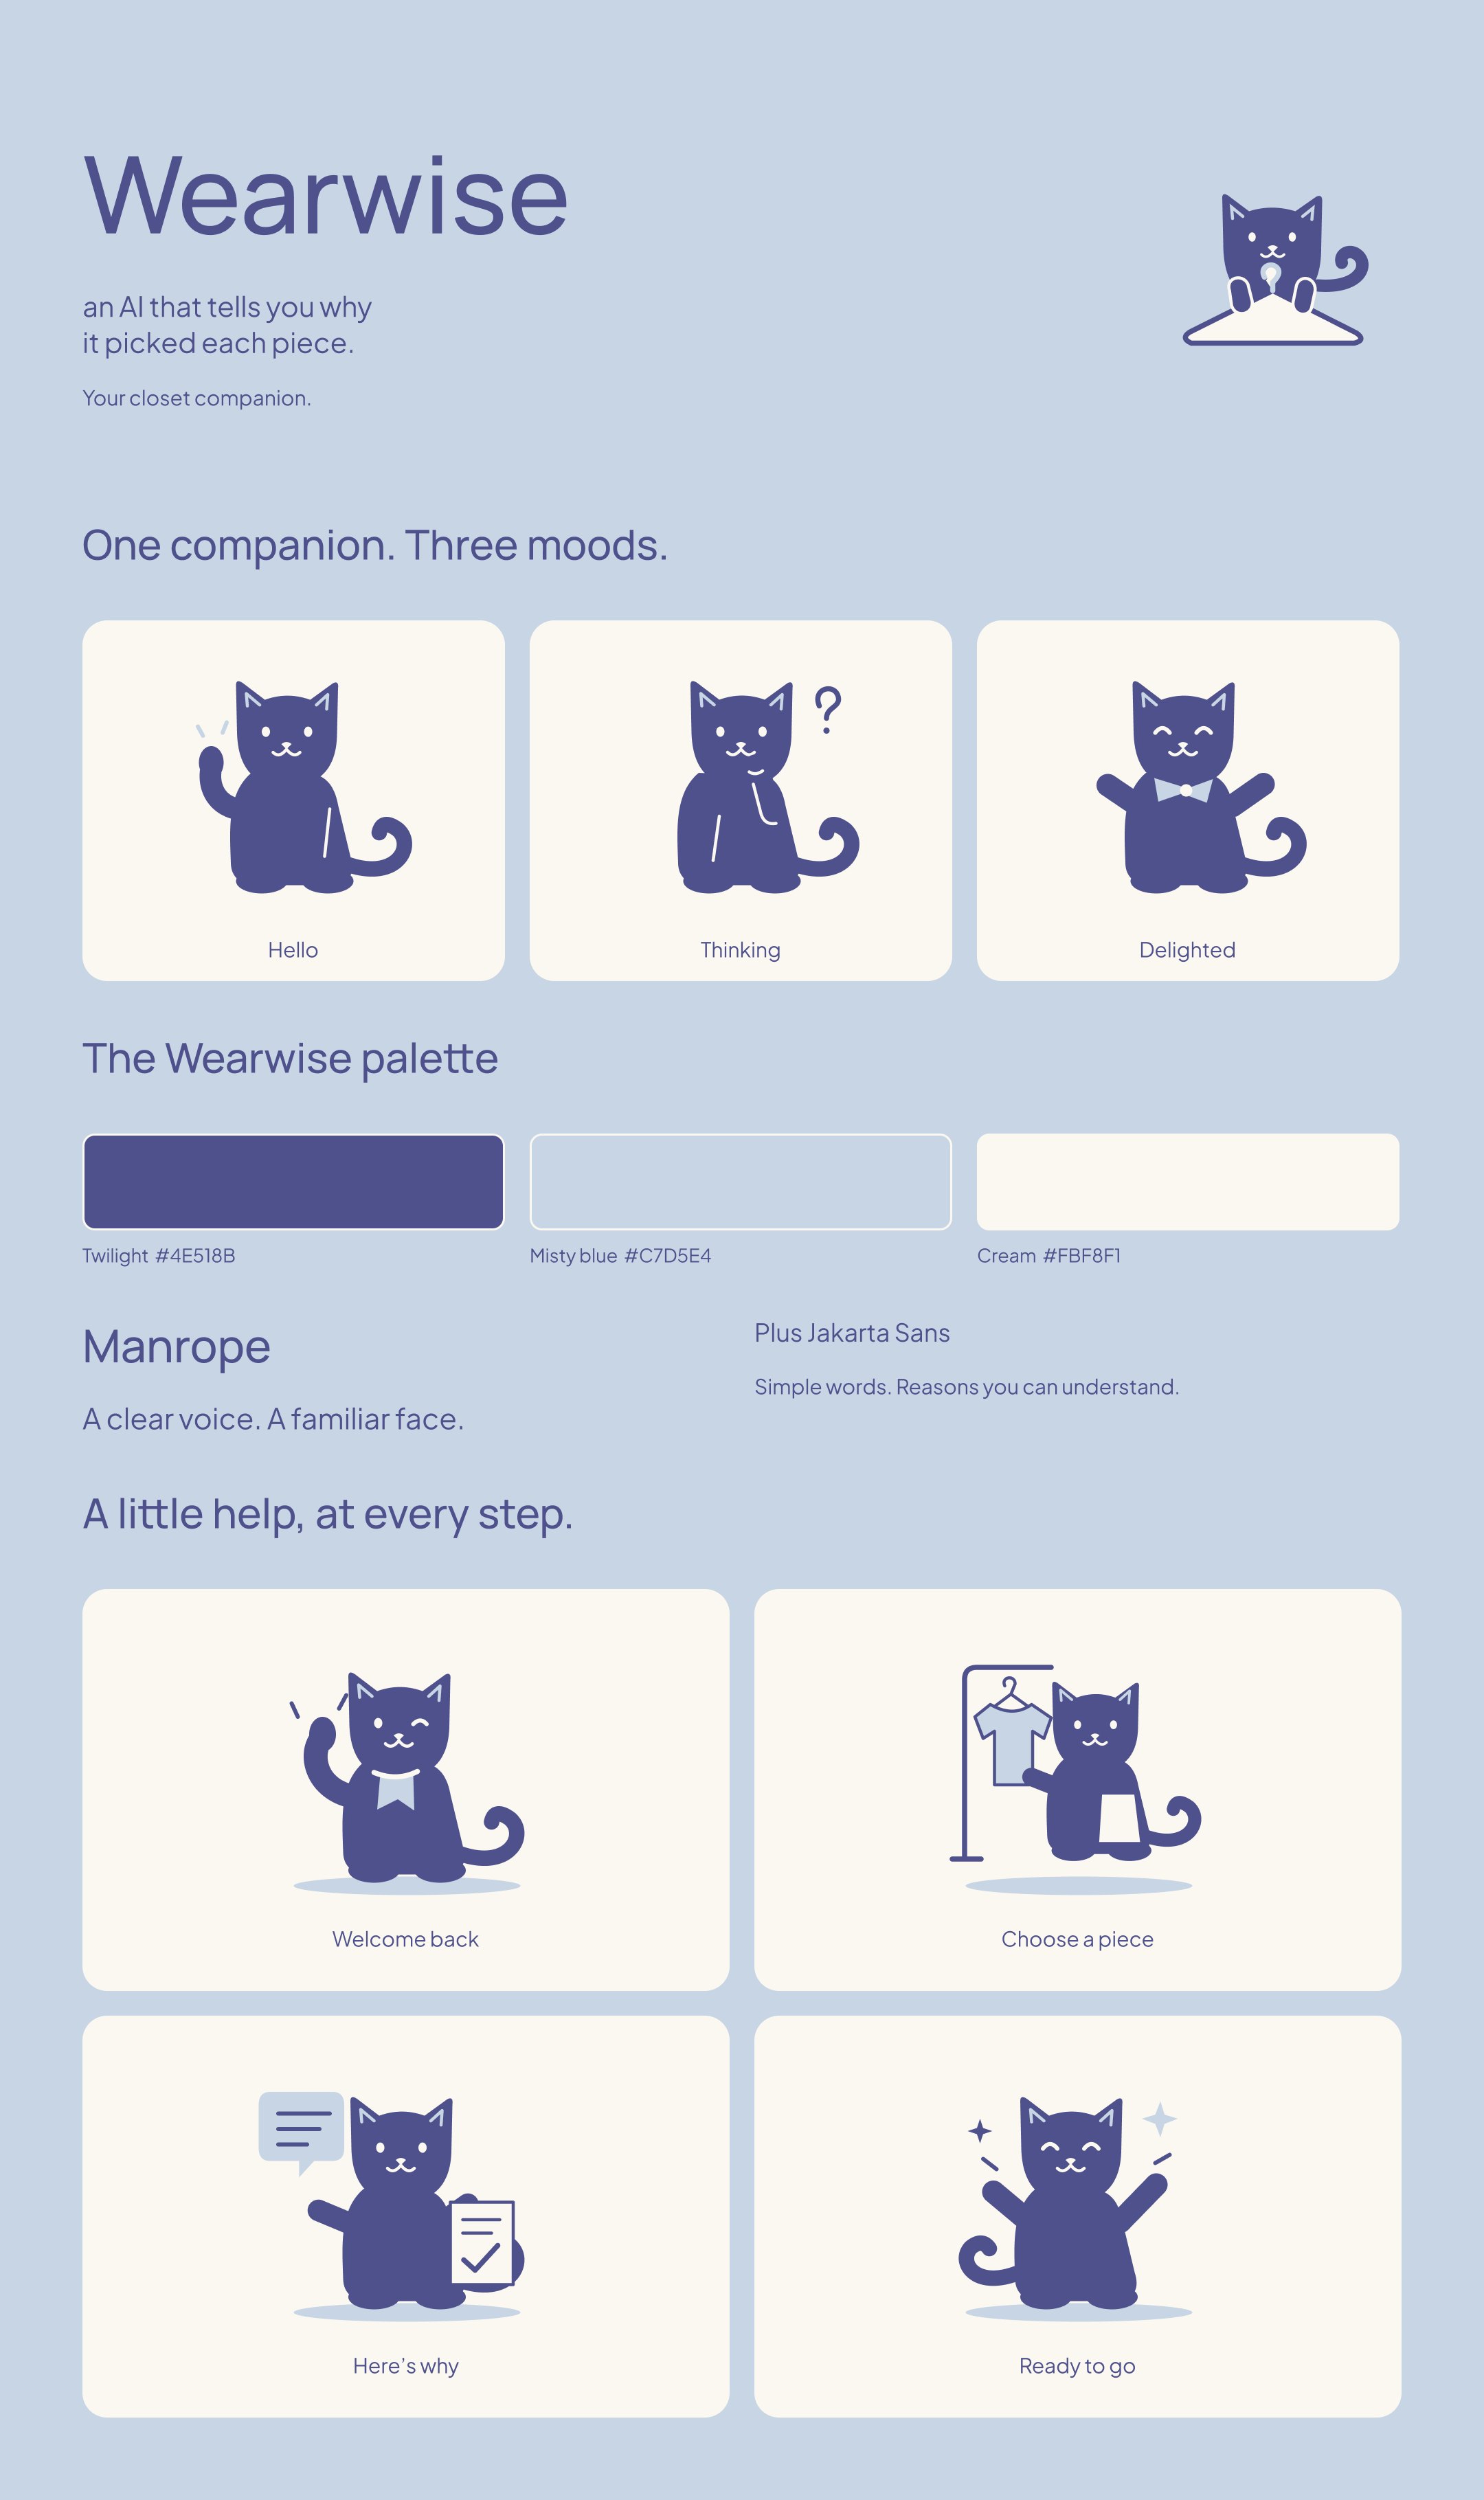 Wearwise
an AI that tells you why
it picked each piece.
Your closet companion.
One companion. Three moods.
?
Hello
Thinking
Delighted
The Wearwise palette
Twilight #4E518B
Misty blue #C7D5E4
Cream #FBF8F1
Manrope
A clear voice. A familiar face.
Plus Jakarta Sans
Simple words. Reasons you can understand.
A little help, at every step.
Welcome back
Choose a piece
Here’s why
Ready to go